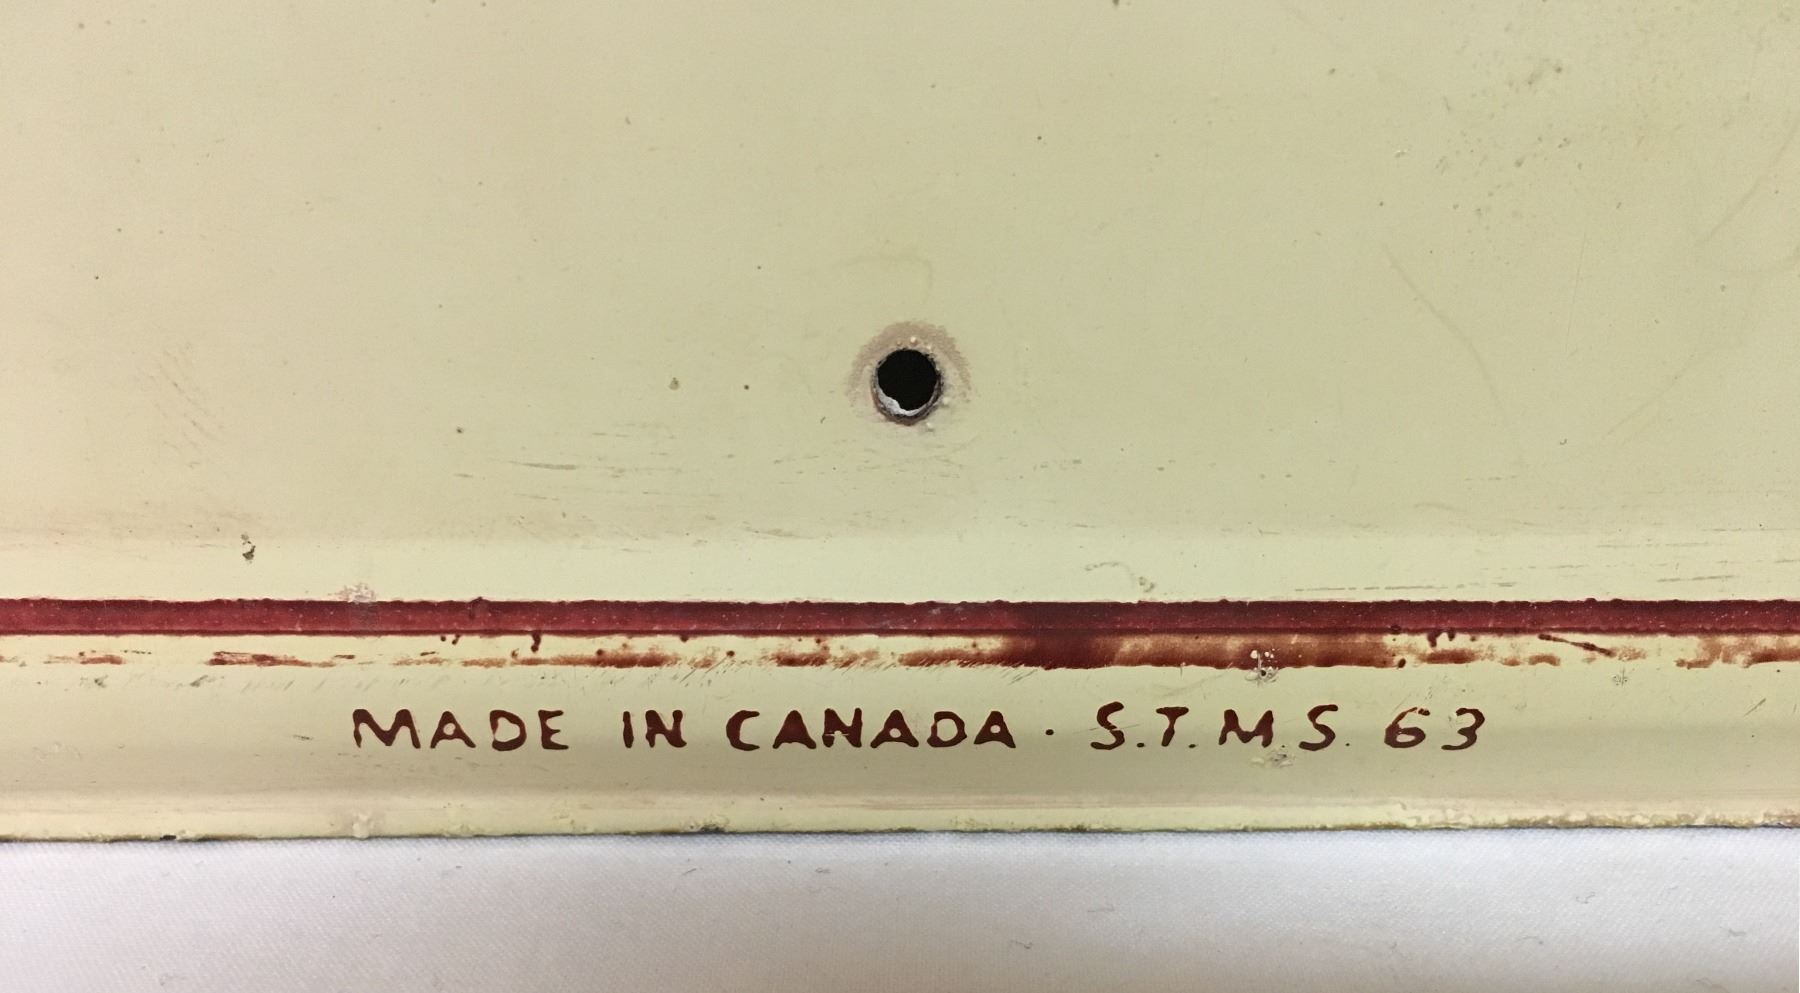 MADE IN CANADA · S.T.M.S. 63